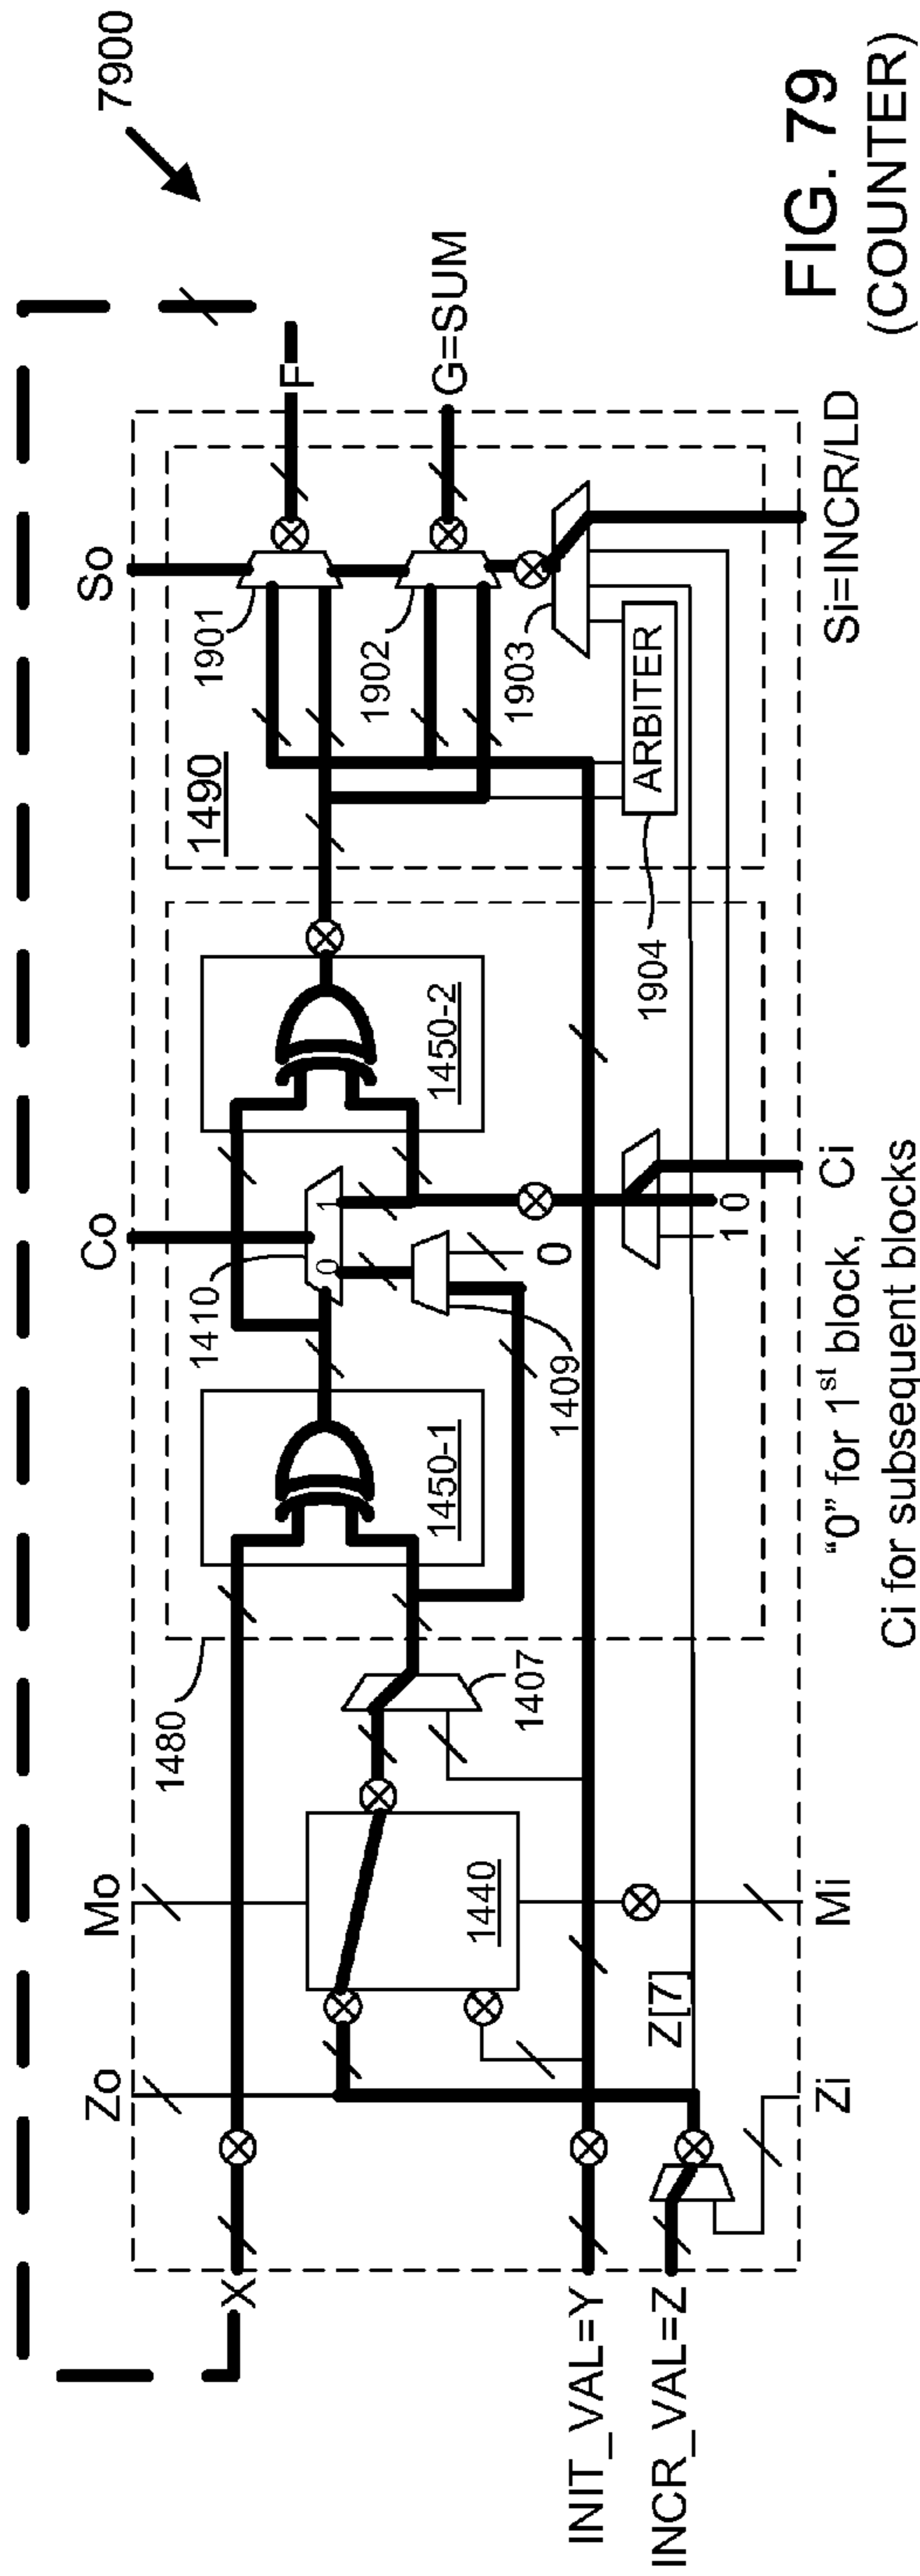 7900
So
F
G=SUM
1901
1902
1903
1490
ARBITER
1904
Si=INCR/LD
Co
1410
0
1
1450-2
1450-1
1409
0
1 0
Ci
"0" for 1st block,
Ci for subsequent blocks
1480
1407
Mo
1440
Mi
Zo
Z[7]
Zi
X
INIT_VAL=Y
INCR_VAL=Z
FIG. 79
(COUNTER)